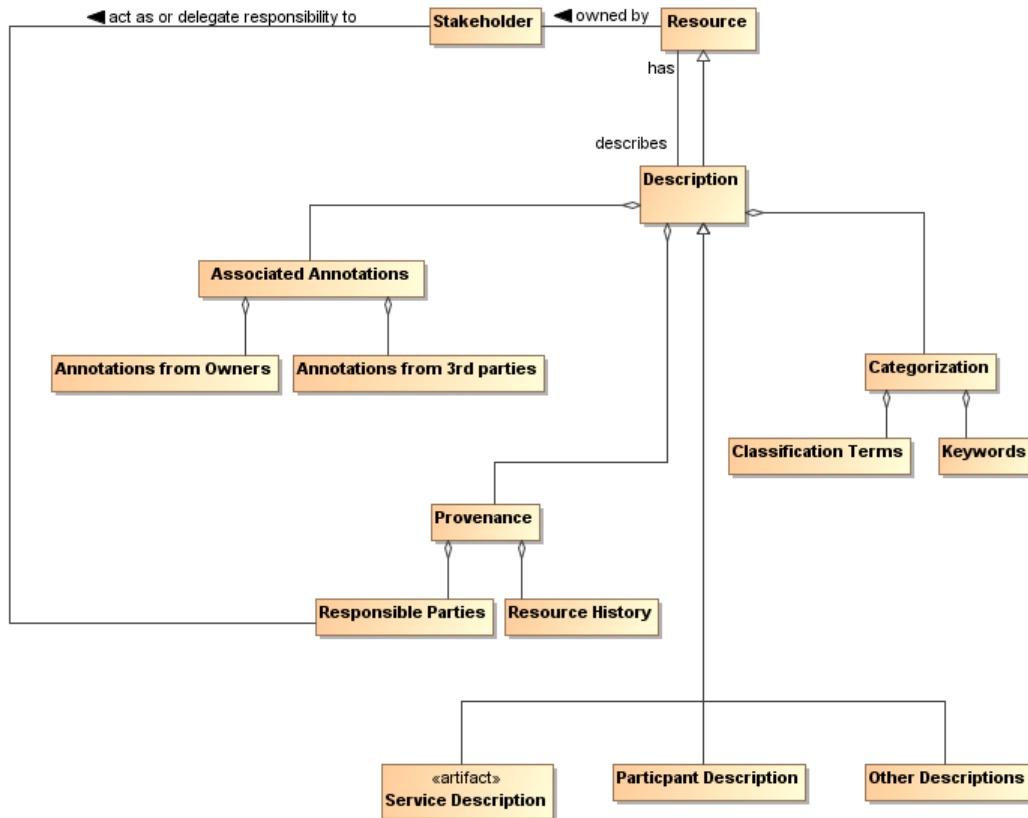 act as or delegate responsibility to
Stakeholder
owned by
Resource
has
describes
Description
Associated Annotations
Annotations from Owners
Annotations from 3rd parties
Categorization
Classification Terms
Keywords
Provenance
Responsible Parties
Resource History
«artifact»
Service Description
Particpant Description
Other Descriptions